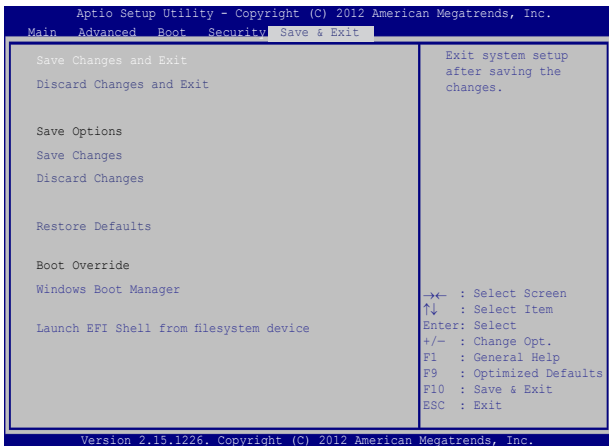 Aptio Setup Utility - Copyright (C) 2012 American Megatrends, Inc.
Main Advanced Boot Security Save & Exit
Save Changes and Exit
Discard Changes and Exit
Save Options
Save Changes
Discard Changes
Restore Defaults
Boot Override
Windows Boot Manager
Launch EFI Shell from filesystem device
Exit system setup
after saving the
changes.
→← : Select Screen
↑↓ : Select Item
Enter: Select
+/— : Change Opt.
F1 : General Help
F9 : Optimized Defaults
F10 : Save & Exit
ESC : Exit
Version 2.15.1226. Copyright (C) 2012 American Megatrends, Inc.